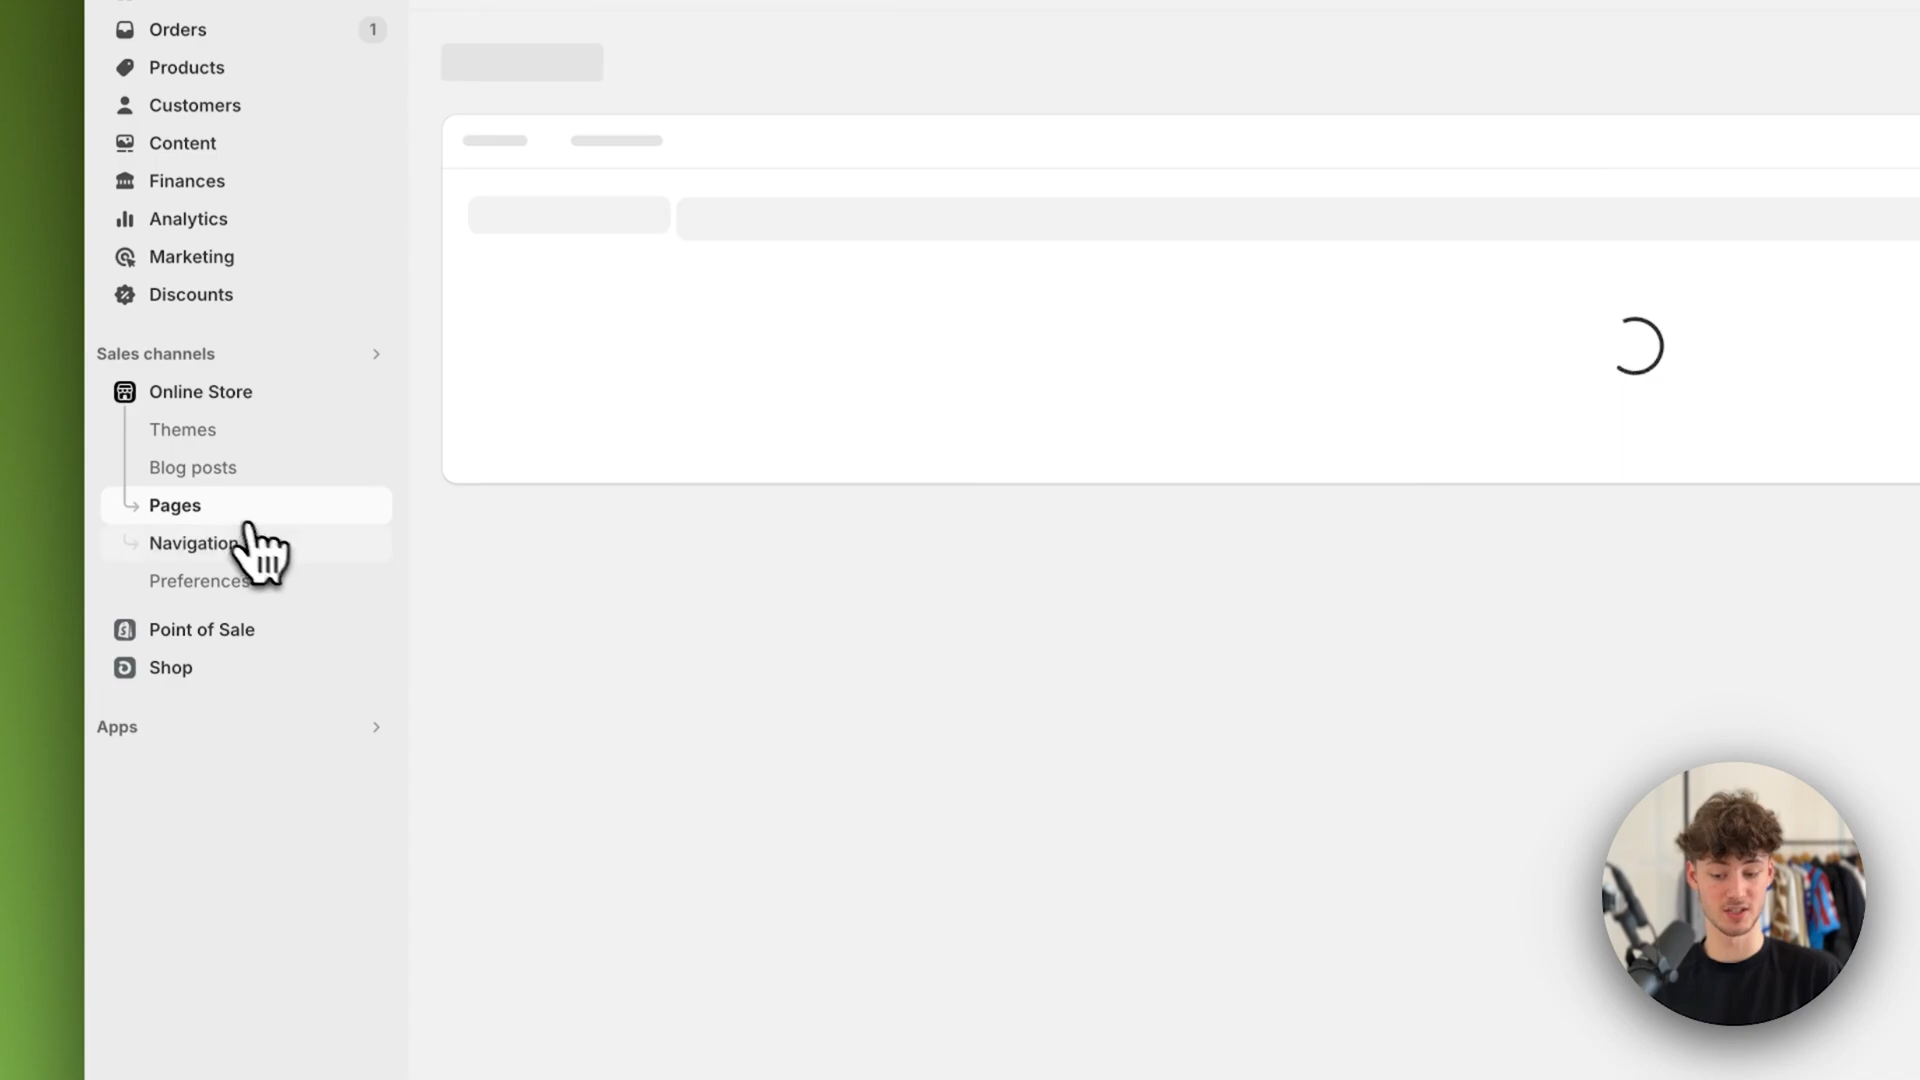 Orders 1
Products
Customers
Content
Finances
Analytics
Marketing
Discounts
Sales channels
Online Store
Themes
Blog posts
Pages
Navigation
Preferences
Point of Sale
Shop
Apps